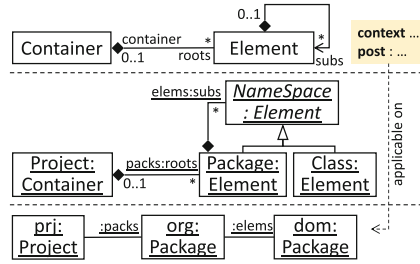 0..1
Container
container
0..1
*
roots
Element
*
subs
context ...
post : ...
applicable on
elems:subs
*
NameSpace
: Element
Project:
Container
packs:roots
0..1
*
Package:
Element
Class:
Element
prj:
Project
:packs
org:
Package
:elems
dom:
Package